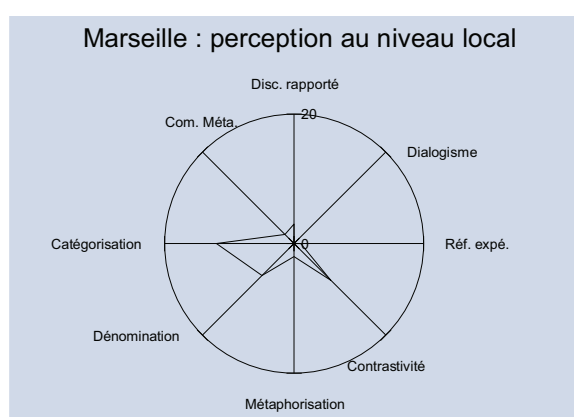 Marseille : perception au niveau local
Disc. rapporté
20
Com. Méta.
Dialogisme
Catégorisation
0
Réf. expé.
Dénomination
Contrastivité
Métaphorisation